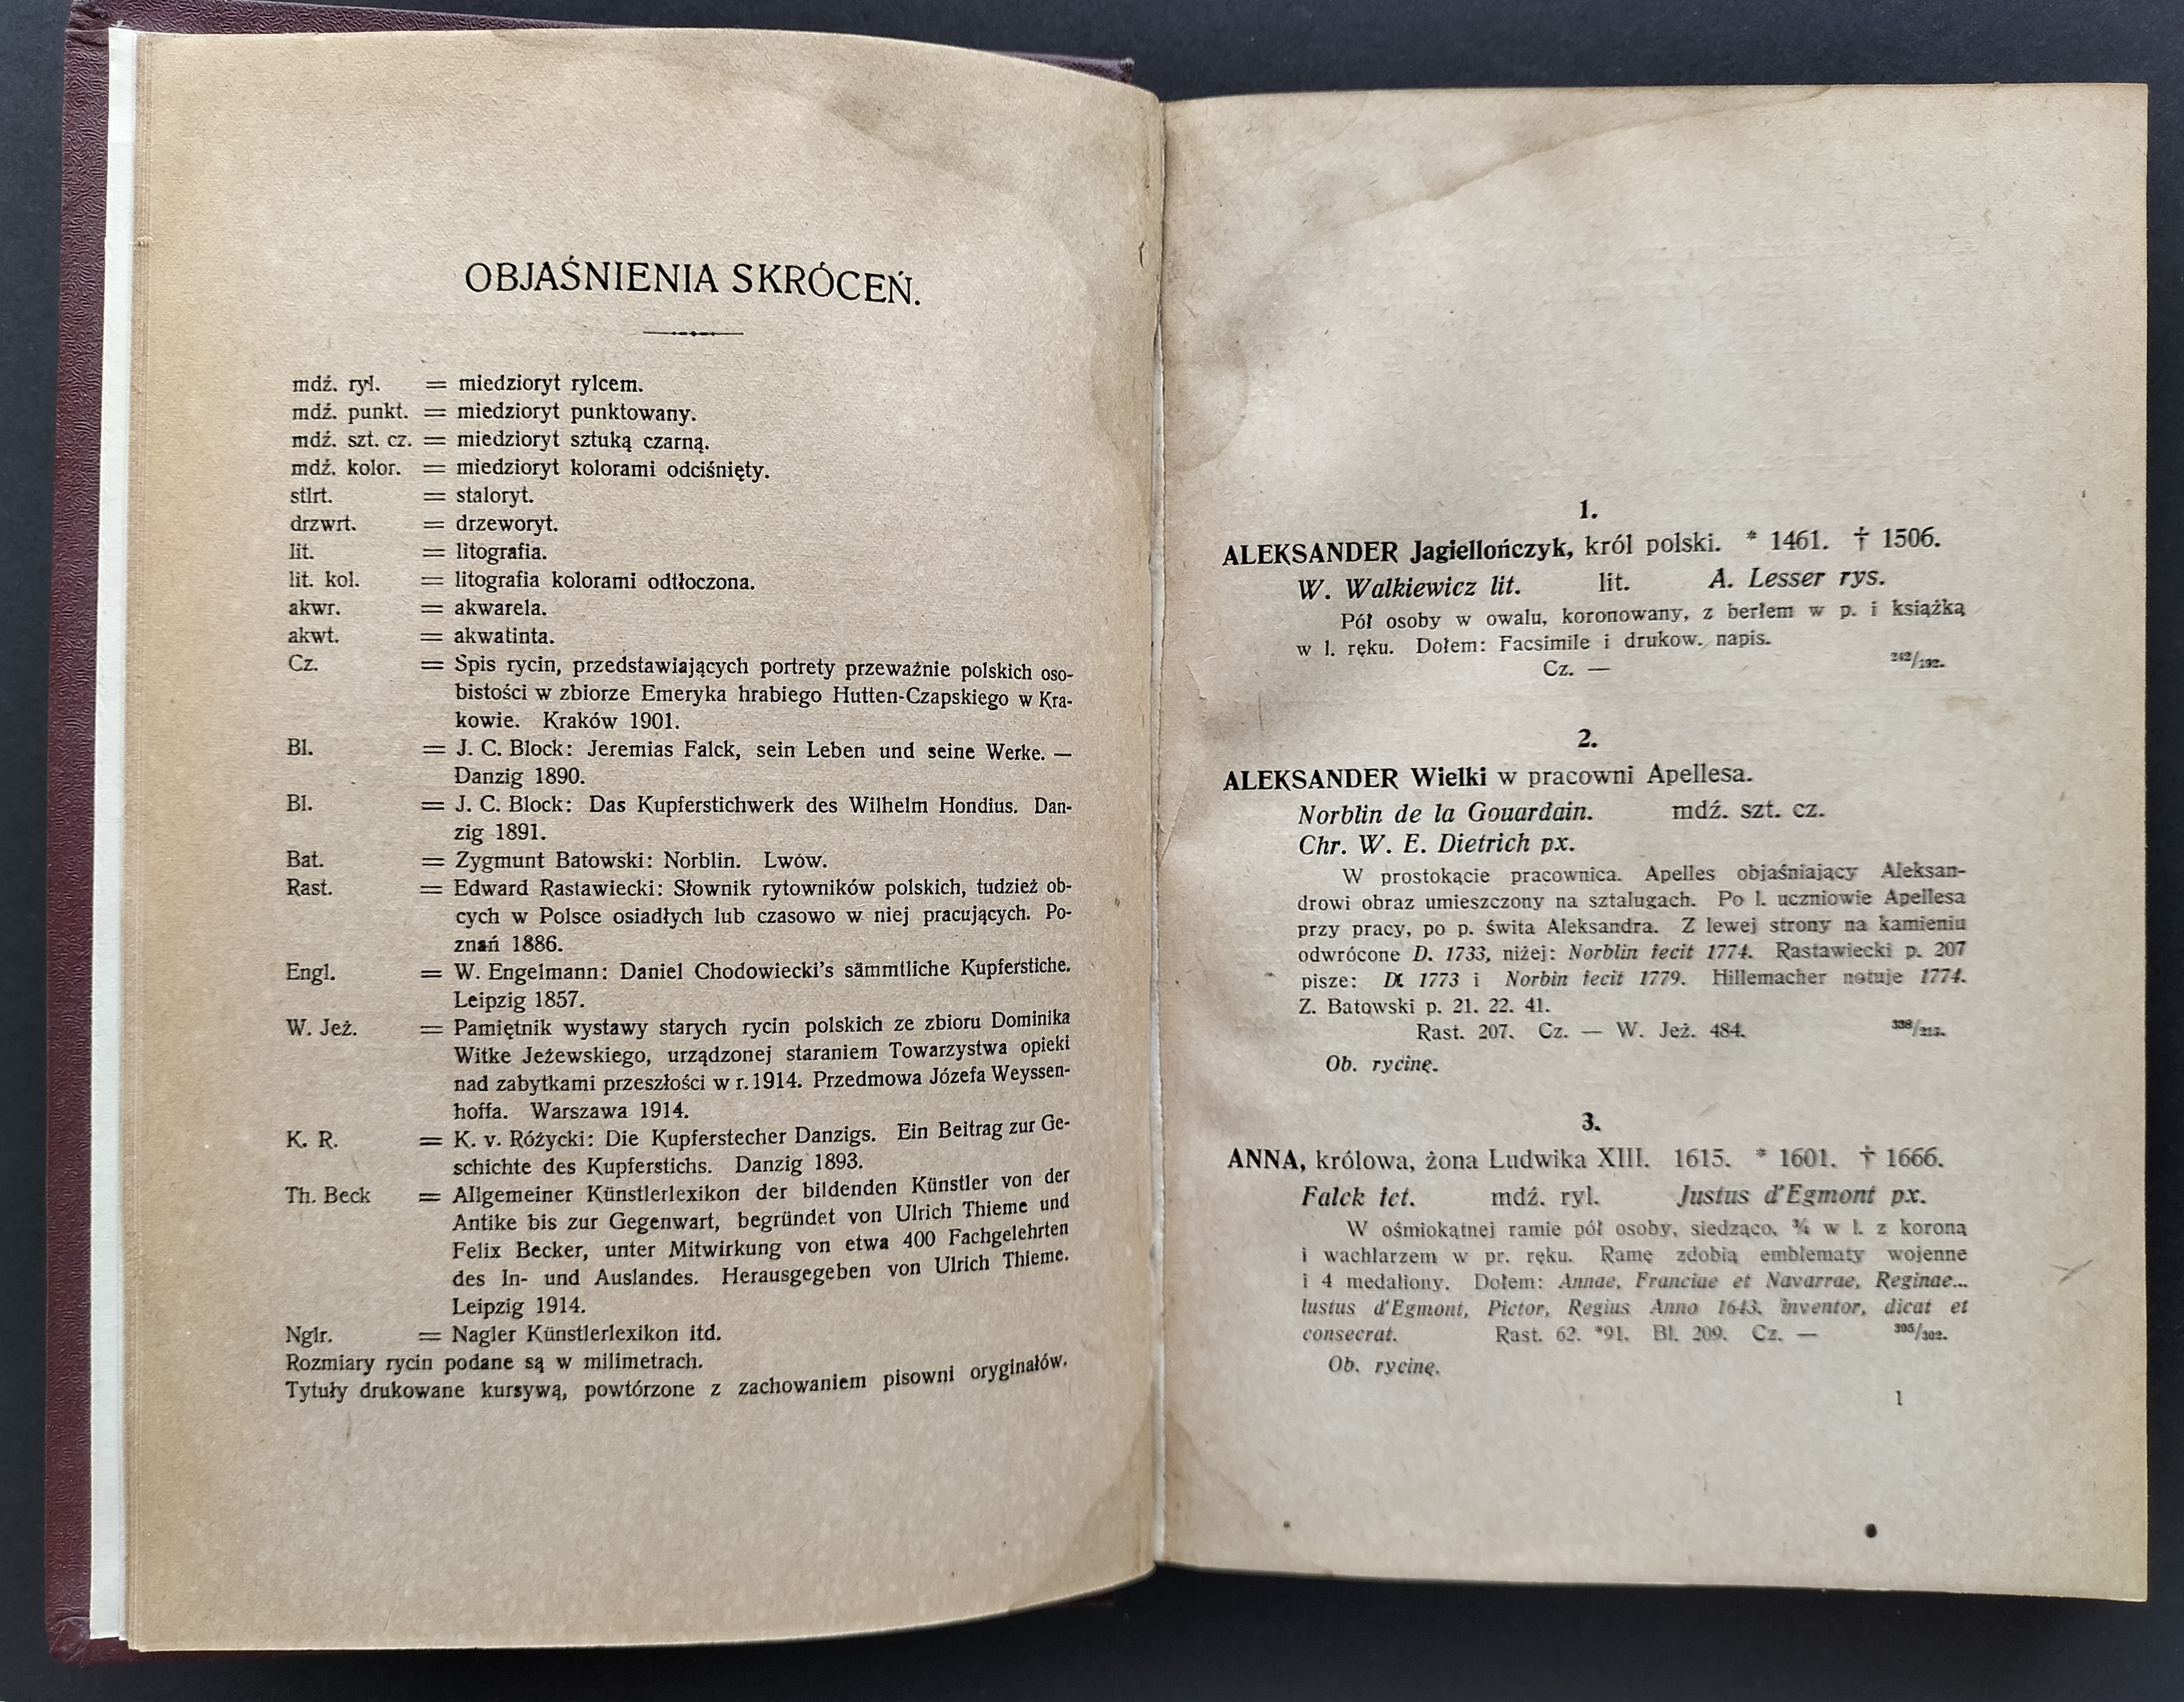 OBJAŚNIENIA SKRÓCEŃ.
mdź. ryl. = miedzioryt rylcem.
mdź. punkt. = miedzioryt punktowany.
mdź. szt. cz. = miedzioryt sztuką czarną.
mdź. kolor. = miedzioryt kolorami odciśnięty.
stlrt. = staloryt.
drzwrt. = drzeworyt.
lit. = litografia.
lit. kol. = litografia kolorami odtłoczona.
akwr. = akwarela.
akwt. = akwatinta.
Cz. = Spis rycin, przedstawiających portrety przeważnie polskich oso-
bistości w zbiorze Emeryka hrabiego Hutten-Czapskiego w Kra-
kowie. Kraków 1901.
Bl. = J. C. Block: Jeremias Falck, sein Leben und seine Werke. —
Danzig 1890.
Bl. = J. C. Block: Das Kupferstichwerk des Wilhelm Hondius. Dan-
zig 1891.
Bat. = Zygmunt Batowski: Norblin. Lwów.
Rast. = Edward Rastawiecki: Słownik rytowników polskich, tudzież ob-
cych w Polsce osiadłych lub czasowo w niej pracujących. Po-
znań 1886.
Engl. = W. Engelmann: Daniel Chodowiecki's sämmtliche Kupferstiche.
Leipzig 1857.
W. Jeż. = Pamiętnik wystawy starych rycin polskich ze zbioru Dominika
Witke Jeżewskiego, urządzonej staraniem Towarzystwa opieki
nad zabytkami przeszłości w r. 1914. Przedmowa Józefa Weyssen-
hoffa. Warszawa 1914.
K. R. = K. v. Różycki: Die Kupferstecher Danzigs. Ein Beitrag zur Ge-
schichte des Kupferstichs. Danzig 1893.
Th. Beck = Allgemeiner Künstlerlexikon der bildenden Künstler von der
Antike bis zur Gegenwart, begründet von Ulrich Thieme und
Felix Becker, unter Mitwirkung von etwa 400 Fachgelehrten
des In- und Auslandes. Herausgegeben von Ulrich Thieme.
Leipzig 1914.
Nglr. = Nagler Künstlerlexikon itd.
Rozmiary rycin podane są w milimetrach.
Tytuły drukowane kursywą, powtórzone z zachowaniem pisowni oryginałów.
1.
ALEKSANDER Jagiellończyk, król polski. * 1461. † 1506.
W. Walkiewicz lit. lit. A. Lesser rys.
Pół osoby w owalu, koronowany, z berłem w p. i książką
w l. ręku. Dołem: Facsimile i drukow. napis.
Cz. — 242/192.
2.
ALEKSANDER Wielki w pracowni Apellesa.
Norblin de la Gouardain. mdź. szt. cz.
Chr. W. E. Dietrich px.
W prostokącie pracownica. Apelles objaśniający Aleksan-
drowi obraz umieszczony na sztalugach. Po l. uczniowie Apellesa
przy pracy, po p. świta Aleksandra. Z lewej strony na kamieniu
odwrócone D. 1733, niżej: Norblin fecit 1774. Rastawiecki p. 207
pisze: D. 1773 i Norbin fecit 1779. Hillemacher notuje 1774.
Z. Batowski p. 21. 22. 41.
Rast. 207. Cz. — W. Jeż. 484. 338/215.
Ob. rycinę.
3.
ANNA, królowa, żona Ludwika XIII. 1615. * 1601. † 1666.
Falck fct. mdź. ryl. Justus d'Egmont px.
W ośmiokątnej ramie pół osoby, siedząco, ¾ w l. z koroną
i wachlarzem w pr. ręku. Ramę zdobią emblematy wojenne
i 4 medaliony. Dołem: Annae, Franciae et Navarrae, Reginae...
Iustus d'Egmont, Pictor, Regius Anno 1643. inventor, dicat et
consecrat. Rast. 62. *91. Bl. 209. Cz. — 395/302.
Ob. rycinę.
1